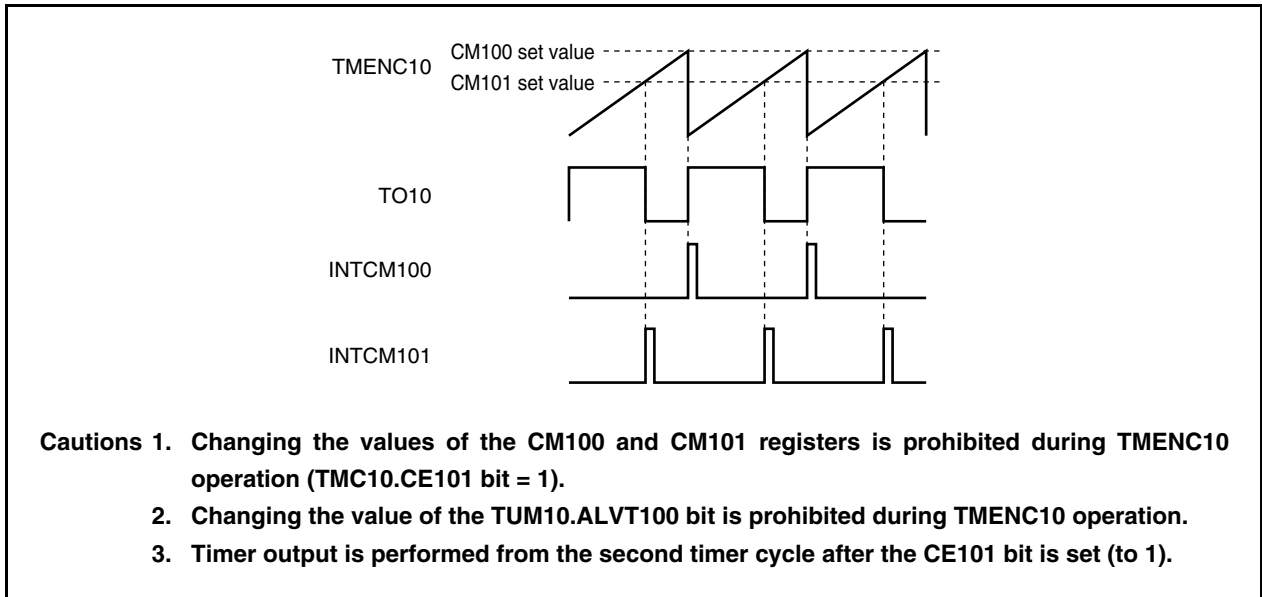 CM100 set value
TMENC10
CM101 set value
TO10
INTCM100
INTCM101
Cautions 1. Changing the values of the CM100 and CM101 registers is prohibited during TMENC10
operation (TMC10.CE101 bit = 1).
2. Changing the value of the TUM10.ALVT100 bit is prohibited during TMENC10 operation.
3. Timer output is performed from the second timer cycle after the CE101 bit is set (to 1).